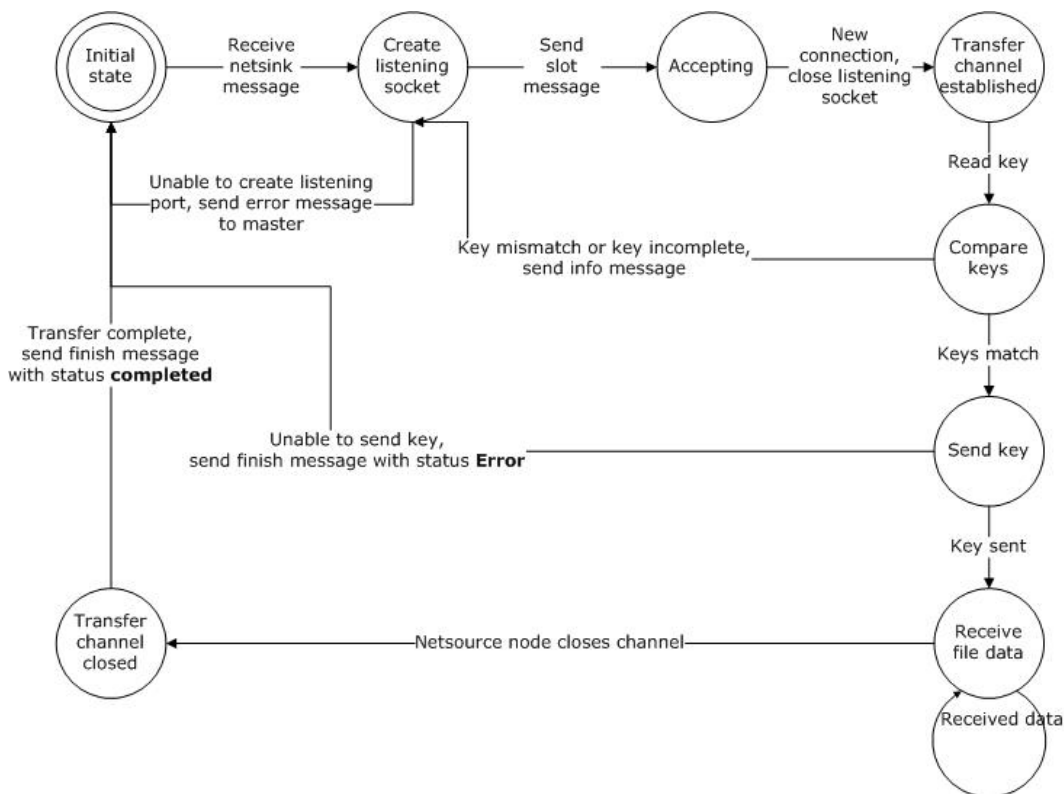 Initial
state
Receive
netsink
message
Create
listening
socket
Send
slot
message
Accepting
New
connection,
close listening
socket
Transfer
channel
established
Read key
Unable to create listening
port, send error message
to master
Key mismatch or key incomplete,
send info message
Compare
keys
Transfer complete,
send finish message
with status completed
Keys match
Unable to send key,
send finish message with status Error
Send key
Key sent
Transfer
channel
closed
Netsource node closes channel
Receive
file data
Received data